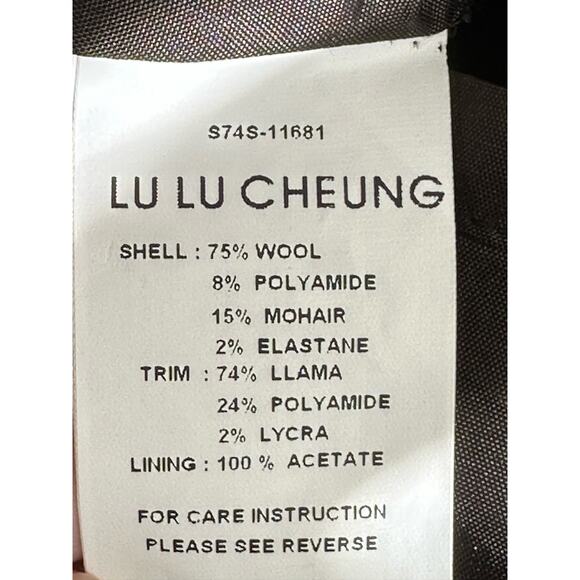 S74S-11681
LU LU CHEUNG
SHELL : 75% WOOL
8% POLYAMIDE
15% MOHAIR
2% ELASTANE
TRIM : 74% LLAMA
24% POLYAMIDE
2% LYCRA
LINING : 100 % ACETATE
FOR CARE INSTRUCTION
PLEASE SEE REVERSE